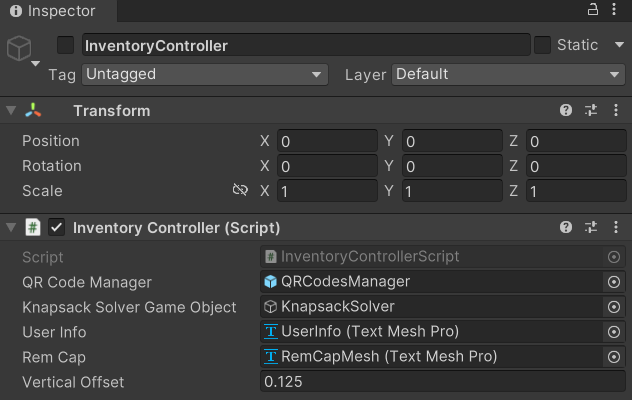 Inspector
InventoryController Static
Tag Untagged Layer Default
Transform
Position X 0 Y 0 Z 0
Rotation X 0 Y 0 Z 0
Scale X 1 Y 1 Z 1
# Inventory Controller (Script)
Script # InventoryControllerScript
QR Code Manager QRCodesManager
Knapsack Solver Game Object KnapsackSolver
User Info T UserInfo (Text Mesh Pro)
Rem Cap T RemCapMesh (Text Mesh Pro)
Vertical Offset 0.125